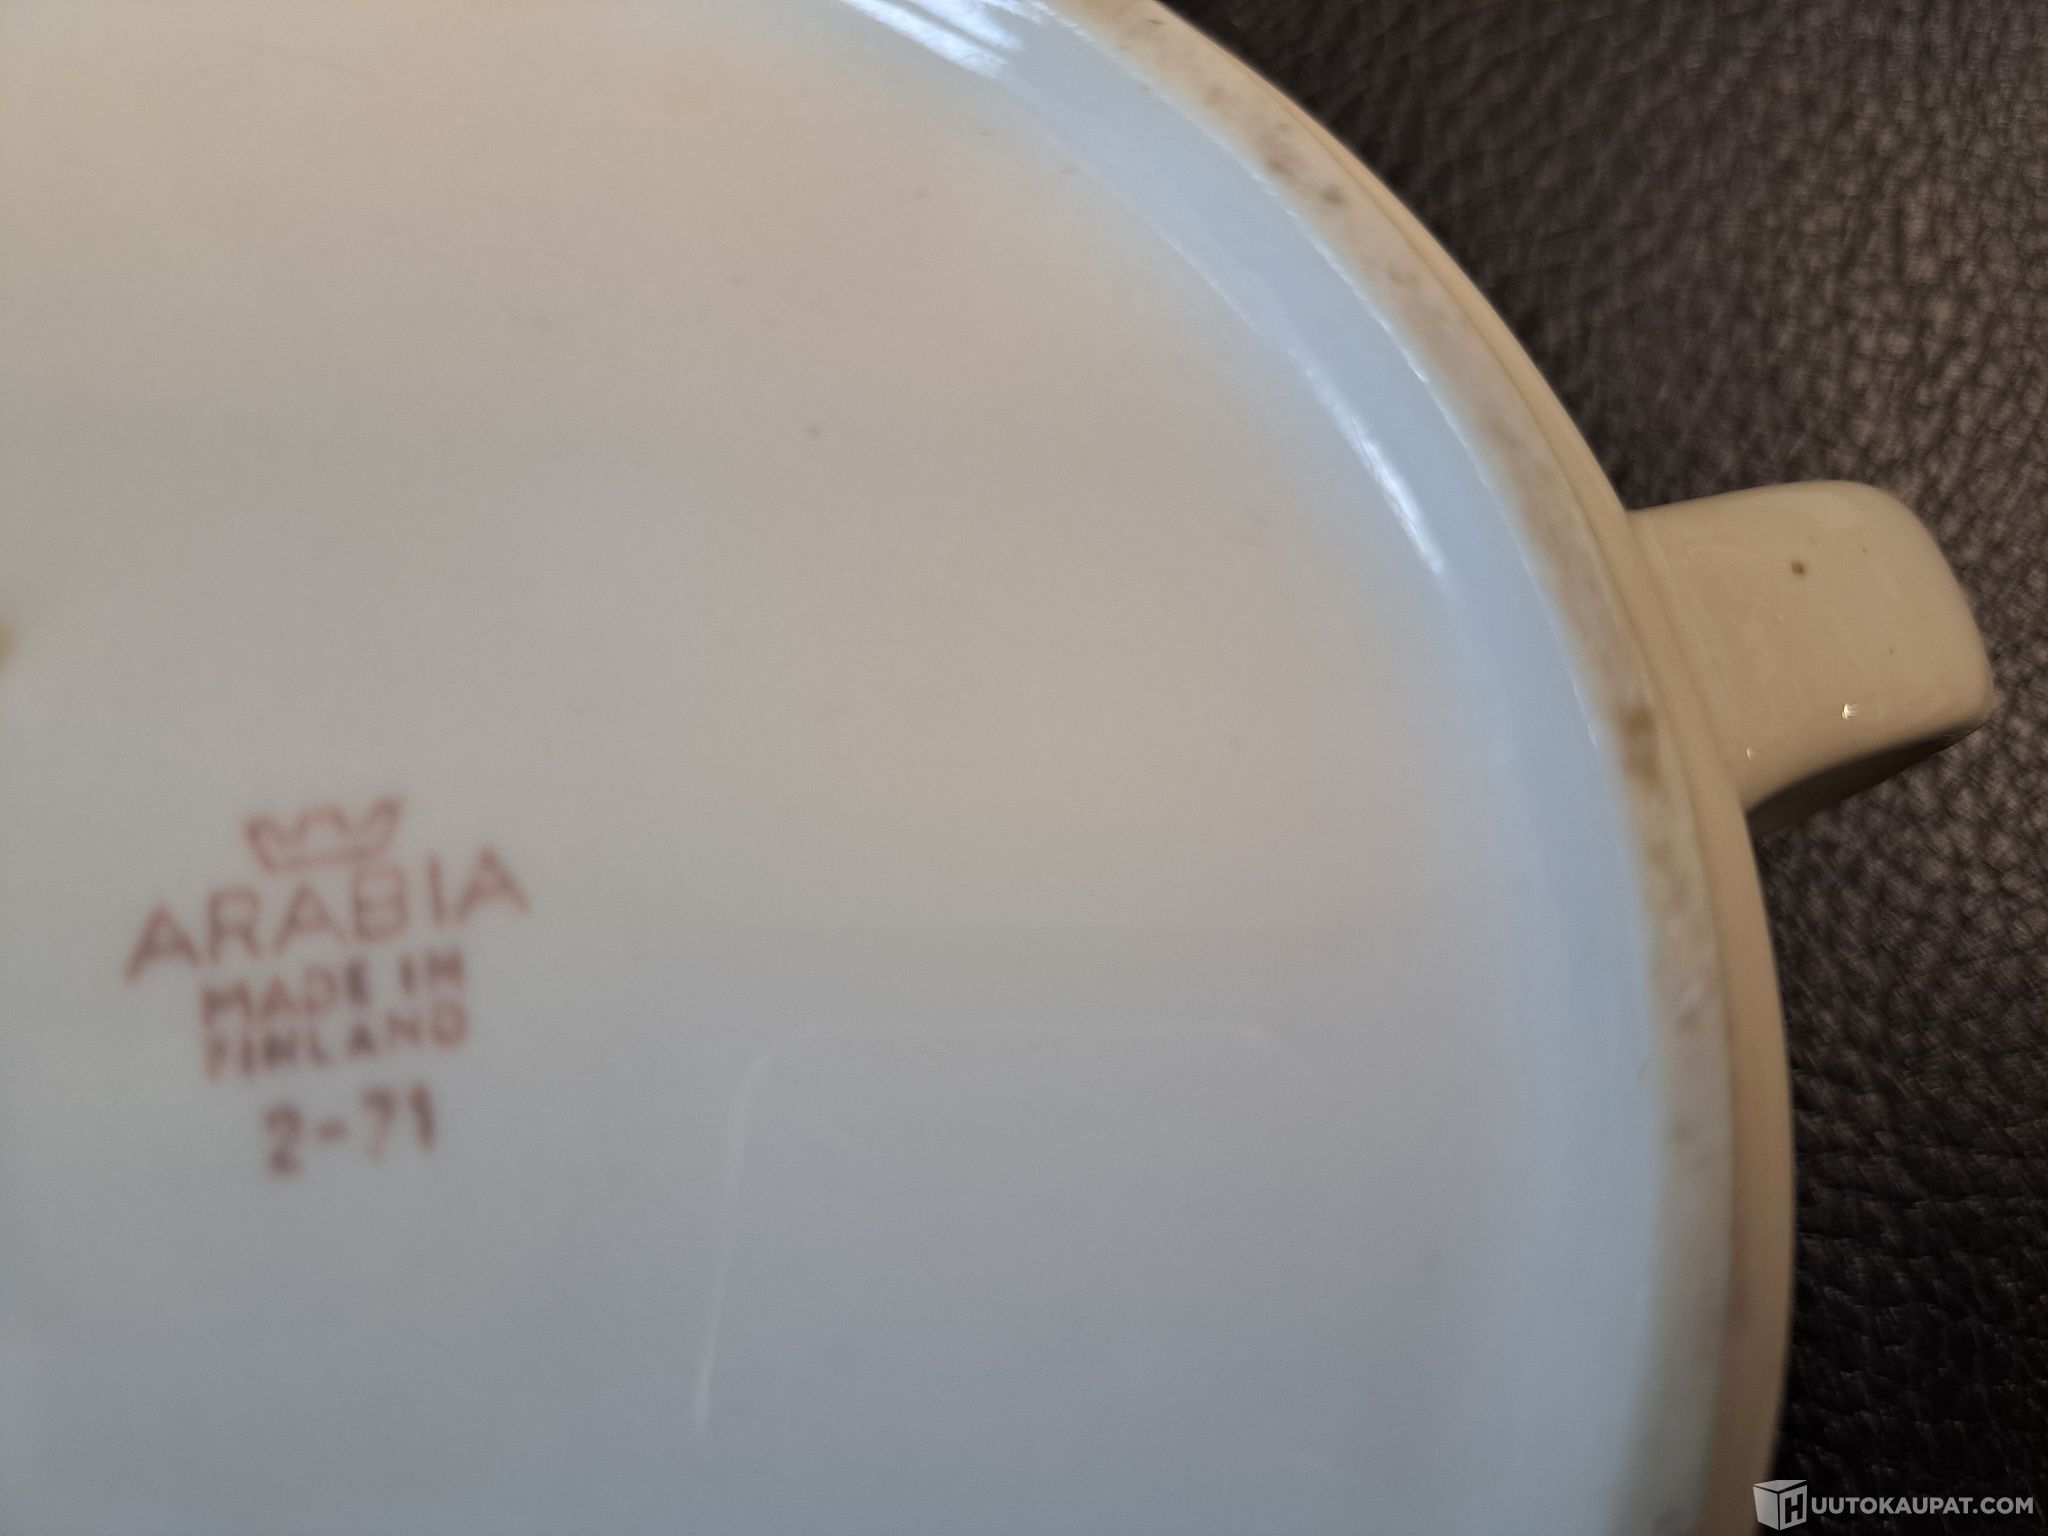 ARABIA
MADE IN
FINLAND
2-71
HUUTOKAUPAT.COM